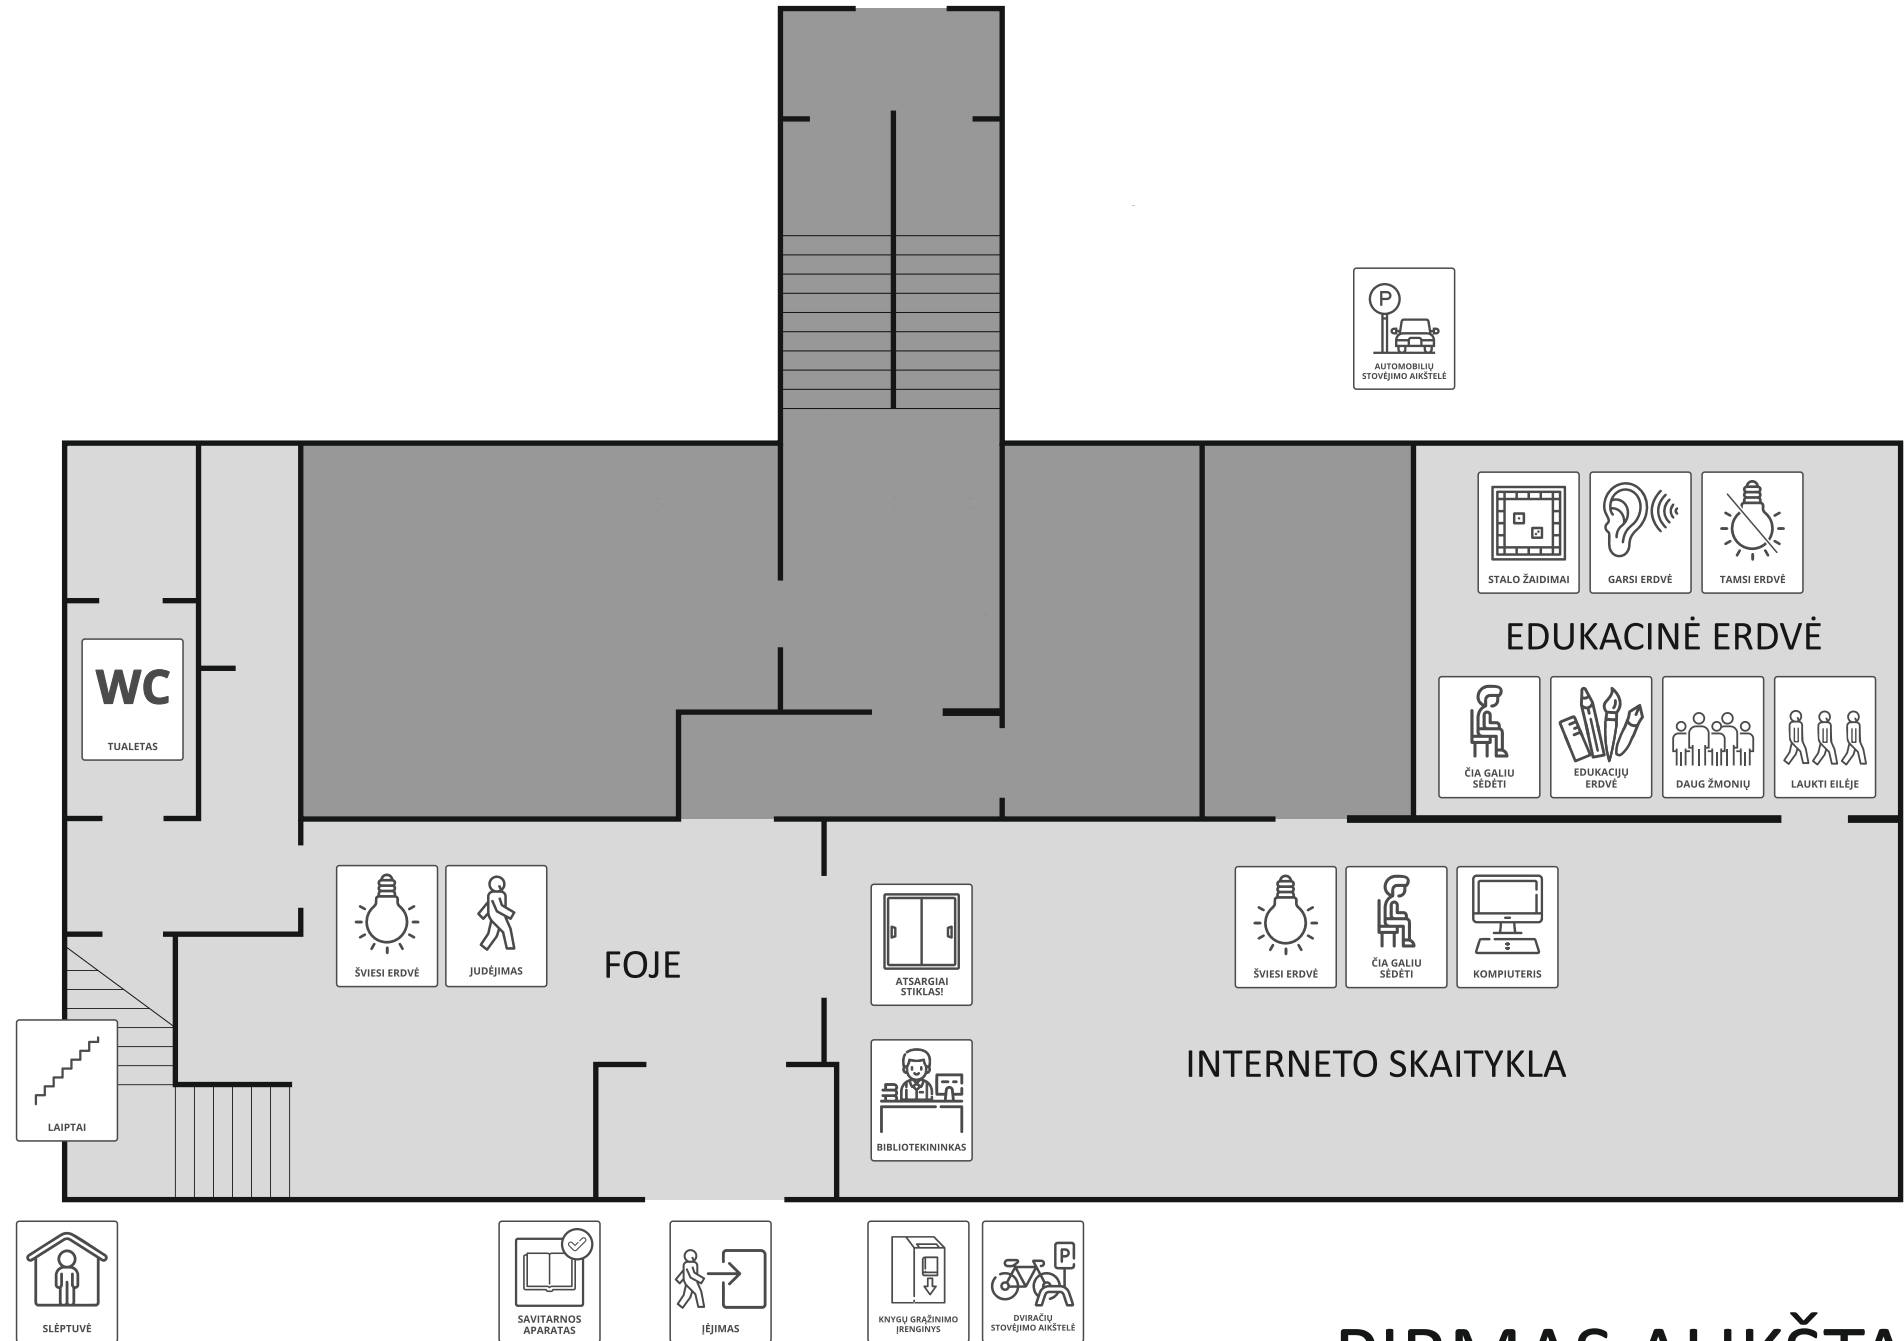 P
AUTOMOBILIŲ
STOVĖJIMO AIKŠTELĖ
STALO ŽAIDIMAI
GARSI ERDVĖ
TAMSI ERDVĖ
EDUKACINĖ ERDVĖ
WC
TUALETAS
ČIA GALIU
SĖDĖTI
EDUKACIJŲ
ERDVĖ
DAUG ŽMONIŲ
LAUKTI EILĖJE
ŠVIESI ERDVĖ
JUDĖJIMAS
FOJE
ATSARGIAI
STIKLAS!
ŠVIESI ERDVĖ
ČIA GALIU
SĖDĖTI
KOMPIUTERIS
INTERNETO SKAITYKLA
LAIPTAI
BIBLIOTEKININKAS
SLĖPTUVĖ
SAVITARNOS
APARATAS
ĮĖJIMAS
KNYGŲ GRĄŽINIMO
ĮRENGINYS
P
DVIRAČIŲ
STOVĖJIMO AIKŠTELĖ